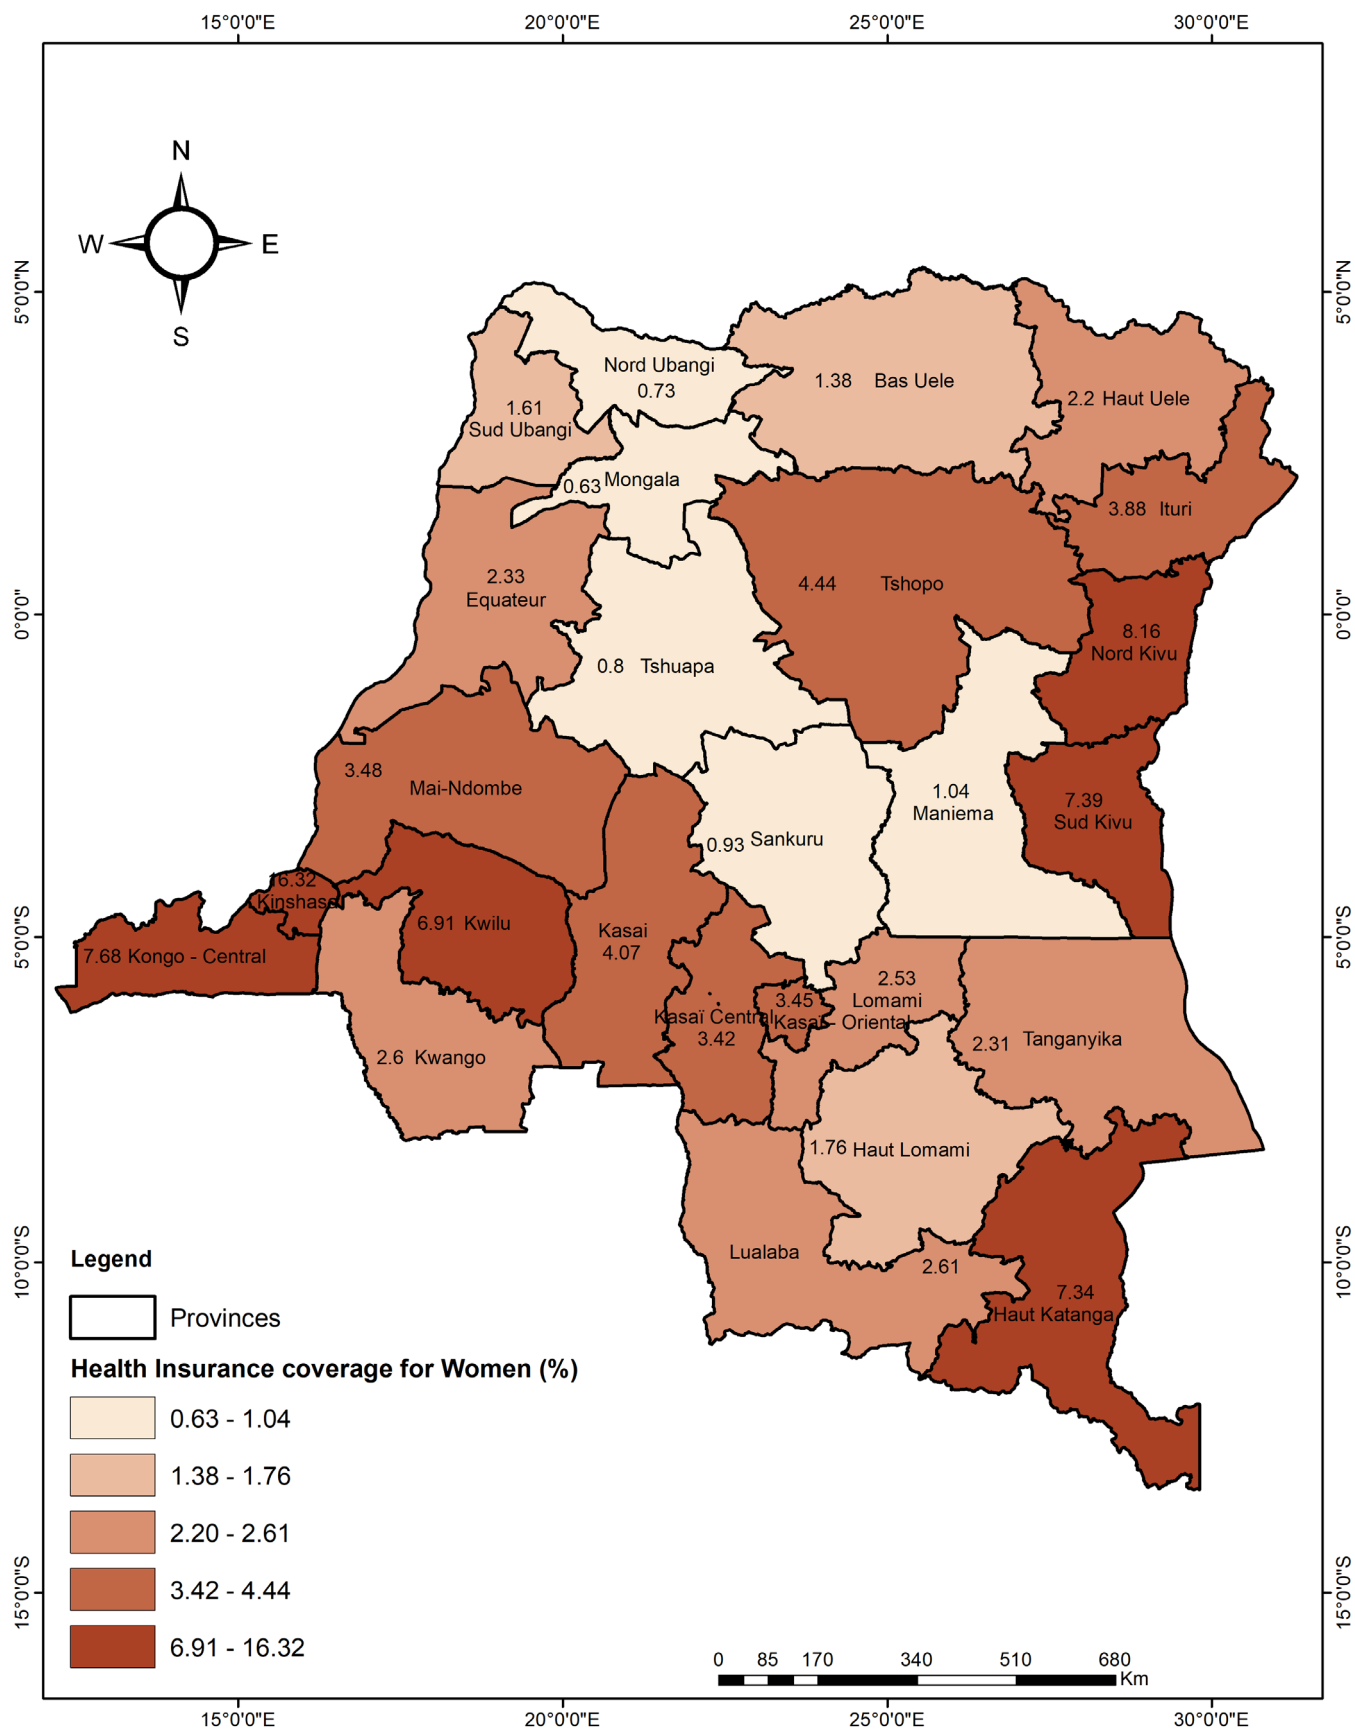 15°0'0"E 20°0'0"E 25°0'0"E 30°0'0"E
N
W E
S
5°0'0"N 5°0'0"N
Nord Ubangi
0.73
1.38 Bas Uele
2.2 Haut Uele
1.61
Sud Ubangi
0.63 Mongala
3.88 Ituri
2.33
Equateur
4.44 Tshopo
0°0'0" 0°0'0"
8.16
Nord Kivu
0.8 Tshuapa
3.48
Mai-Ndombe
1.04
Maniema
7.39
Sud Kivu
0.93 Sankuru
16.32
Kinshasa
6.91 Kwilu
Kasai
4.07
5°0'0"S 5°0'0"S
7.68 Kongo - Central
2.53
Lomami
3.45
Kasaï - Oriental
Kasaï Central
3.42
2.31 Tanganyika
2.6 Kwango
1.76 Haut Lomami
Lualaba
2.61
7.34
Haut Katanga
10°0'0"S 10°0'0"S
Legend
Provinces
Health Insurance coverage for Women (%)
0.63 - 1.04
1.38 - 1.76
2.20 - 2.61
3.42 - 4.44
6.91 - 16.32
15°0'0"S 15°0'0"S
0 85 170 340 510 680
Km
15°0'0"E 20°0'0"E 25°0'0"E 30°0'0"E